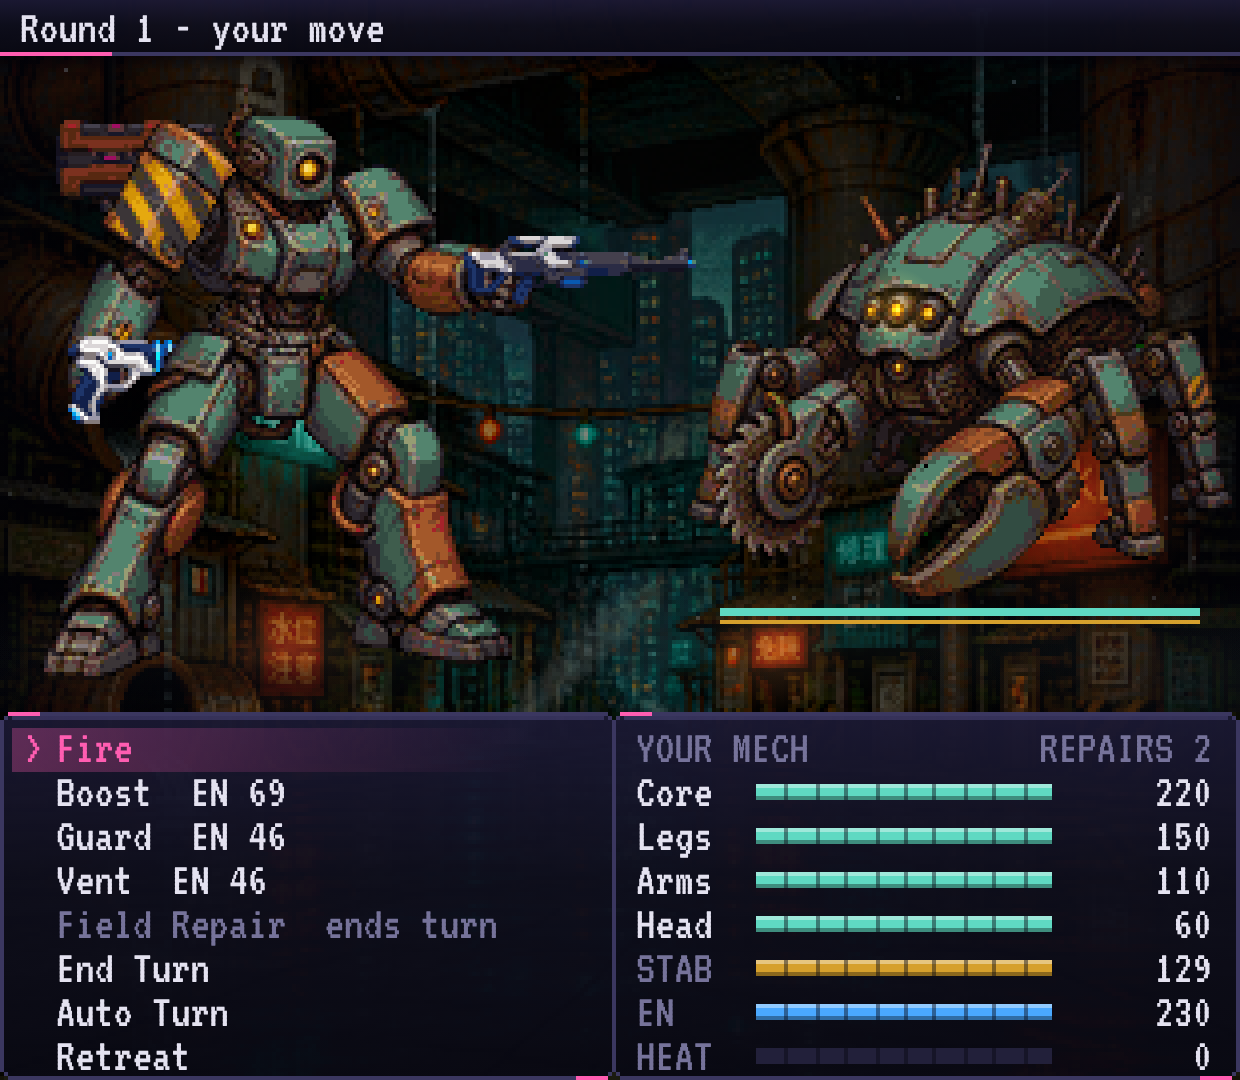 Round 1 - your move
> Fire
Boost EN 69
Guard EN 46
Vent EN 46
Field Repair ends turn
End Turn
Auto Turn
Retreat
YOUR MECH REPAIRS 2
Core 220
Legs 150
Arms 110
Head 60
STAB 129
EN 230
HEAT 0